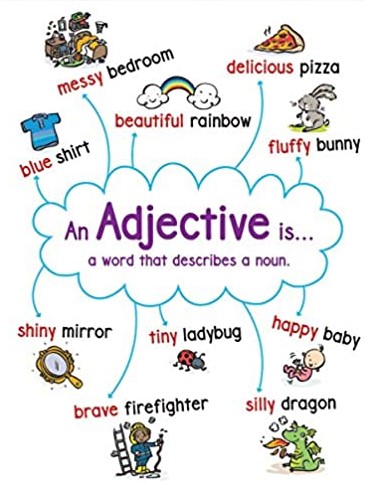 messy bedroom
delicious pizza
beautiful rainbow
blue shirt
fluffy bunny
An Adjective is...
a word that describes a noun.
shiny mirror
tiny ladybug
happy baby
brave firefighter
silly dragon